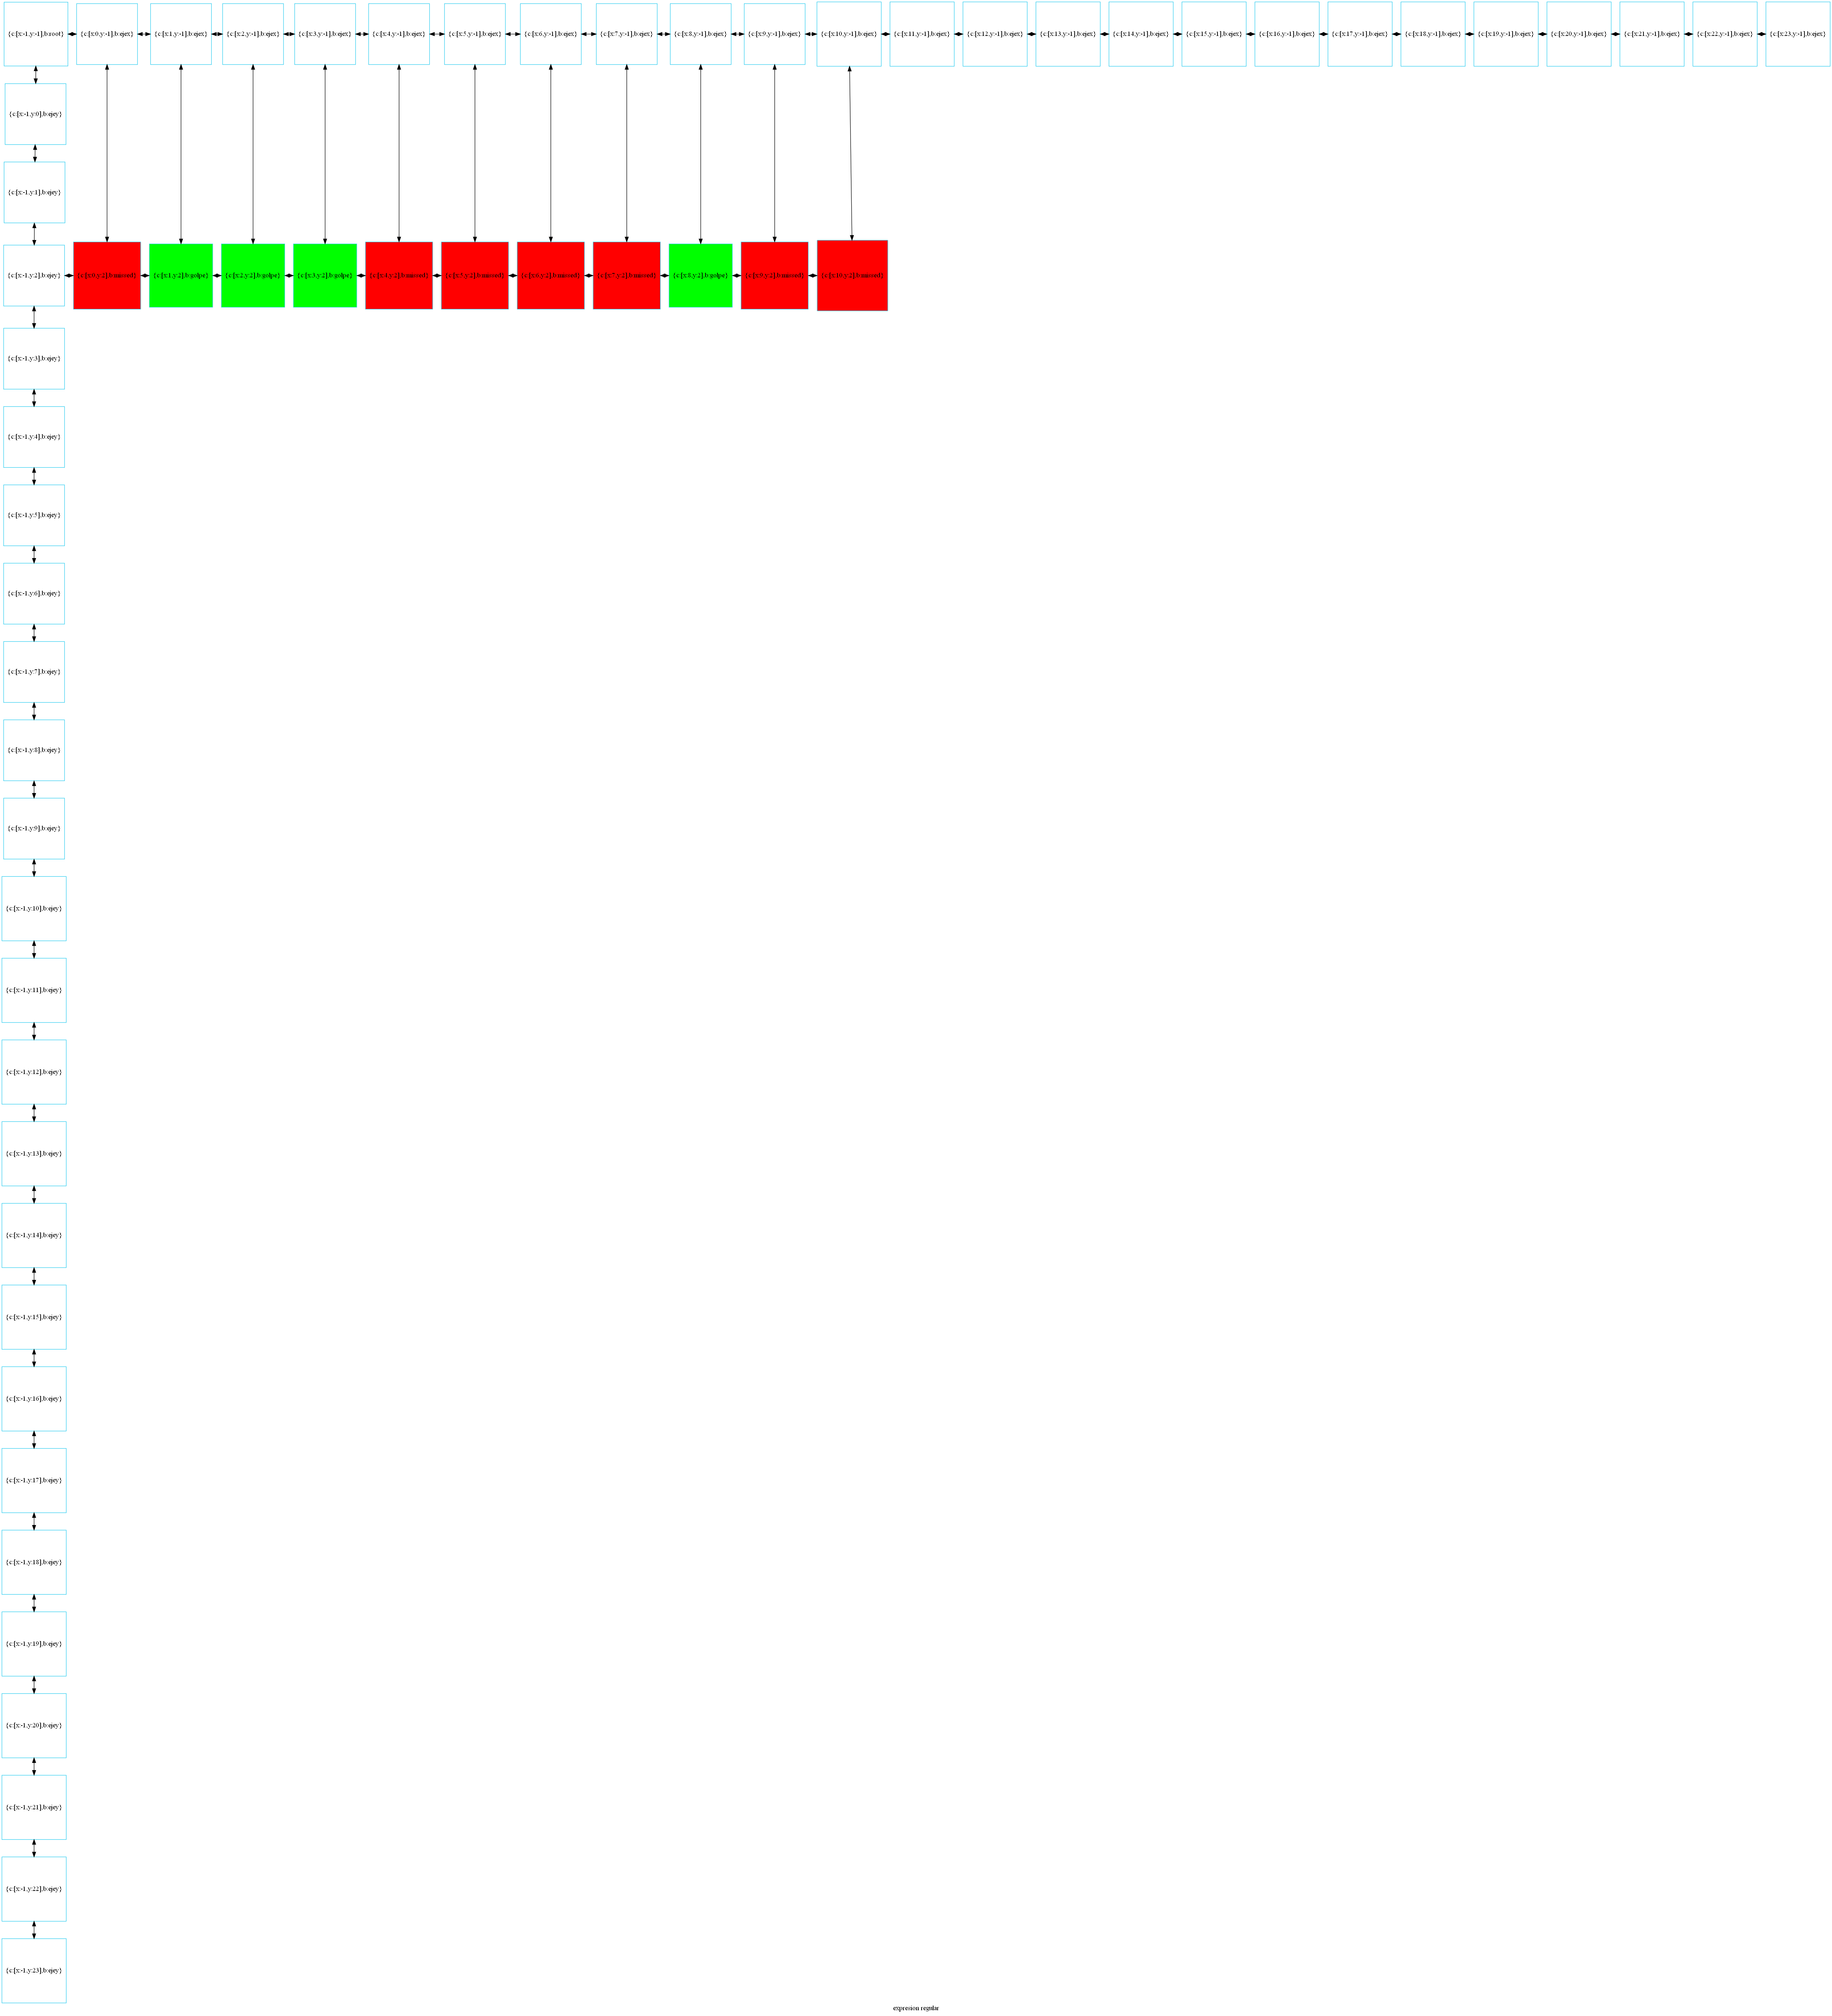 {c:[x:-1,y:-1],b:root}
{c:[x:0,y:-1],b:ejex}
{c:[x:1,y:-1],b:ejex}
{c:[x:2,y:-1],b:ejex}
{c:[x:3,y:-1],b:ejex}
{c:[x:4,y:-1],b:ejex}
{c:[x:5,y:-1],b:ejex}
{c:[x:6,y:-1],b:ejex}
{c:[x:7,y:-1],b:ejex}
{c:[x:8,y:-1],b:ejex}
{c:[x:9,y:-1],b:ejex}
{c:[x:10,y:-1],b:ejex}
{c:[x:11,y:-1],b:ejex}
{c:[x:12,y:-1],b:ejex}
{c:[x:13,y:-1],b:ejex}
{c:[x:14,y:-1],b:ejex}
{c:[x:15,y:-1],b:ejex}
{c:[x:16,y:-1],b:ejex}
{c:[x:17,y:-1],b:ejex}
{c:[x:18,y:-1],b:ejex}
{c:[x:19,y:-1],b:ejex}
{c:[x:20,y:-1],b:ejex}
{c:[x:21,y:-1],b:ejex}
{c:[x:22,y:-1],b:ejex}
{c:[x:23,y:-1],b:ejex}
{c:[x:-1,y:0],b:ejey}
{c:[x:-1,y:1],b:ejey}
{c:[x:-1,y:2],b:ejey}
{c:[x:0,y:2],b:missed}
{c:[x:1,y:2],b:golpe}
{c:[x:2,y:2],b:golpe}
{c:[x:3,y:2],b:golpe}
{c:[x:4,y:2],b:missed}
{c:[x:5,y:2],b:missed}
{c:[x:6,y:2],b:missed}
{c:[x:7,y:2],b:missed}
{c:[x:8,y:2],b:golpe}
{c:[x:9,y:2],b:missed}
{c:[x:10,y:2],b:missed}
{c:[x:-1,y:3],b:ejey}
{c:[x:-1,y:4],b:ejey}
{c:[x:-1,y:5],b:ejey}
{c:[x:-1,y:6],b:ejey}
{c:[x:-1,y:7],b:ejey}
{c:[x:-1,y:8],b:ejey}
{c:[x:-1,y:9],b:ejey}
{c:[x:-1,y:10],b:ejey}
{c:[x:-1,y:11],b:ejey}
{c:[x:-1,y:12],b:ejey}
{c:[x:-1,y:13],b:ejey}
{c:[x:-1,y:14],b:ejey}
{c:[x:-1,y:15],b:ejey}
{c:[x:-1,y:16],b:ejey}
{c:[x:-1,y:17],b:ejey}
{c:[x:-1,y:18],b:ejey}
{c:[x:-1,y:19],b:ejey}
{c:[x:-1,y:20],b:ejey}
{c:[x:-1,y:21],b:ejey}
{c:[x:-1,y:22],b:ejey}
{c:[x:-1,y:23],b:ejey}
expresion regular